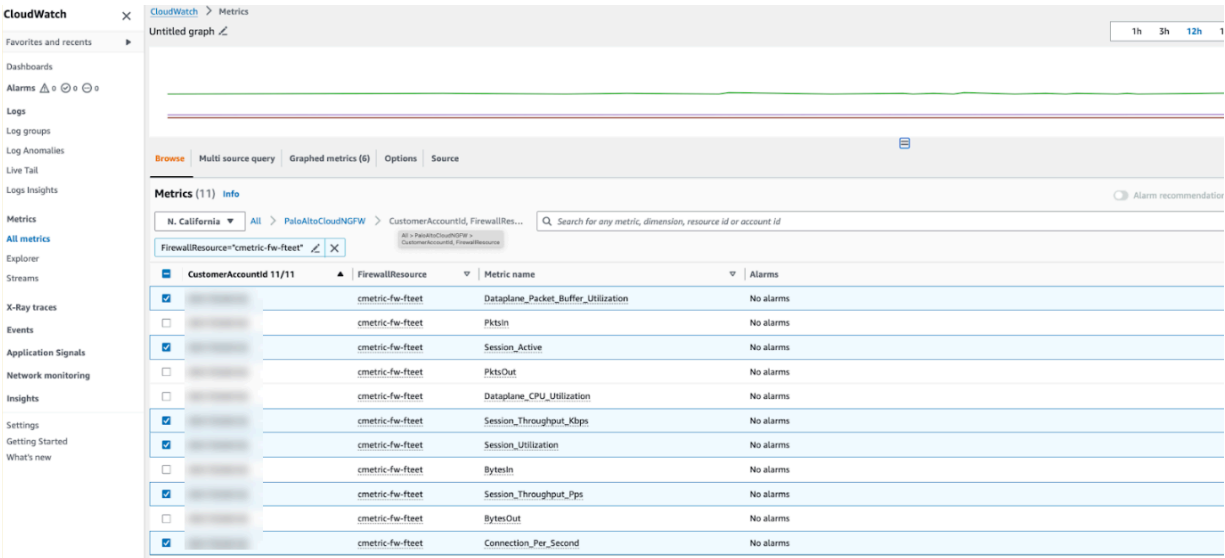 CloudWatch
CloudWatch > Metrics
Favorites and recents
Untitled graph
1h 3h 12h
Dashboards
Alarms 0 0 0
Logs
Log groups
Log Anomalies
Live Tail
Logs Insights
Metrics
All metrics
Explorer
Streams
X-Ray traces
Events
Application Signals
Network monitoring
Insights
Settings
Getting Started
What's new
Browse Multi source query Graphed metrics (6) Options Source
Metrics (11) Info
Alarm recommendation
N. California ▼ All > PaloAltoCloudNGFW > CustomerAccountId, FirewallRes... Search for any metric, dimension, resource id or account id
All > PaloAltoCloudNGFW >
CustomerAccountId, FirewallResource
FirewallResource="cmetric-fw-fteet"
CustomerAccountId 11/11 FirewallResource Metric name Alarms
cmetric-fw-fteet Dataplane_Packet_Buffer_Utilization No alarms
cmetric-fw-fteet PktsIn No alarms
cmetric-fw-fteet Session_Active No alarms
cmetric-fw-fteet PktsOut No alarms
cmetric-fw-fteet Dataplane_CPU_Utilization No alarms
cmetric-fw-fteet Session_Throughput_Kbps No alarms
cmetric-fw-fteet Session_Utilization No alarms
cmetric-fw-fteet BytesIn No alarms
cmetric-fw-fteet Session_Throughput_Pps No alarms
cmetric-fw-fteet BytesOut No alarms
cmetric-fw-fteet Connection_Per_Second No alarms